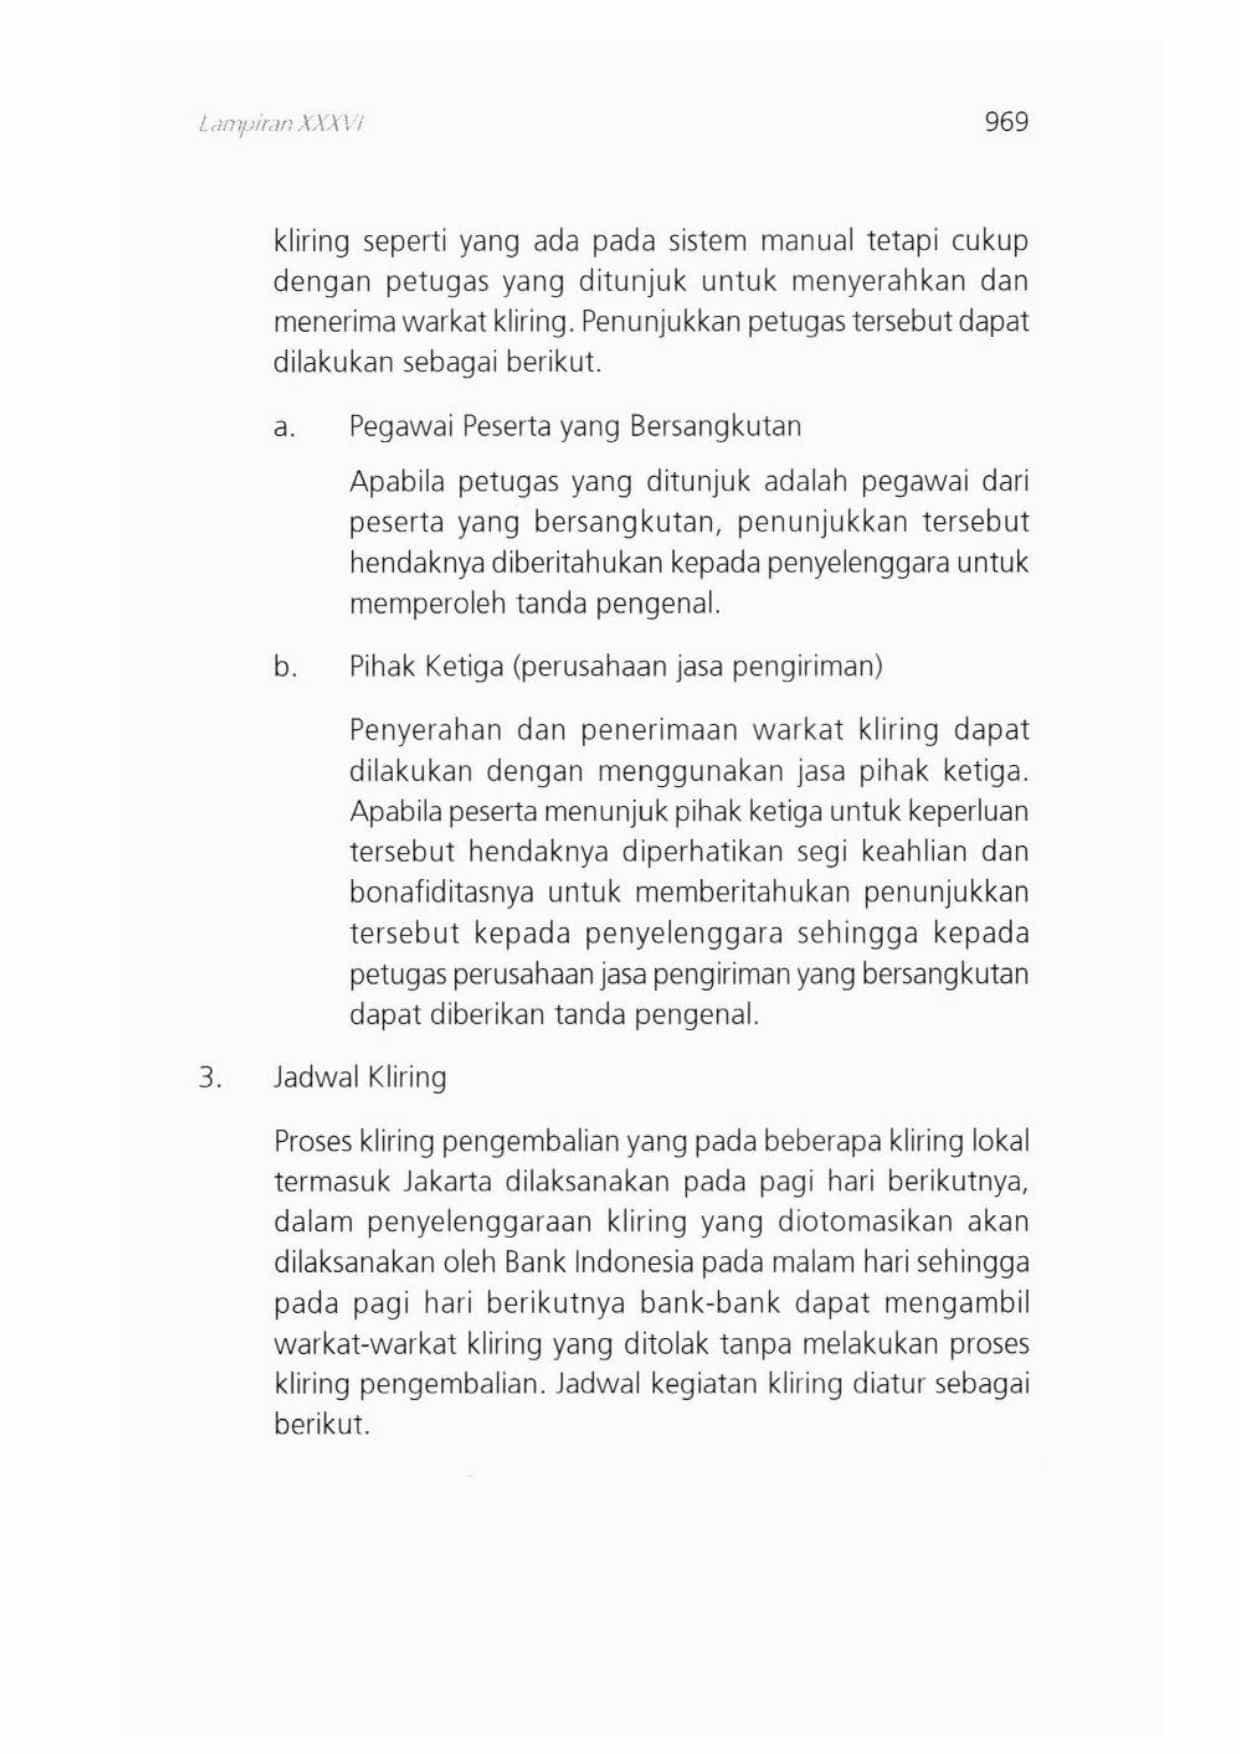 Lampiran XXXVI
969
kliring seperti yang ada pada sistem manual tetapi cukup
dengan petugas yang ditunjuk untuk menyerahkan dan
menerima warkat kliring. Penunjukkan petugas tersebut dapat
dilakukan sebagai berikut.
a. Pegawai Peserta yang Bersangkutan
Apabila petugas yang ditunjuk adalah pegawai dari
peserta yang bersangkutan, penunjukkan tersebut
hendaknya diberitahukan kepada penyelenggara untuk
memperoleh tanda pengenal.
b. Pihak Ketiga (perusahaan jasa pengiriman)
Penyerahan dan penerimaan warkat kliring dapat
dilakukan dengan menggunakan jasa pihak ketiga.
Apabila peserta menunjuk pihak ketiga untuk keperluan
tersebut hendaknya diperhatikan segi keahlian dan
bonafiditasnya untuk memberitahukan penunjukkan
tersebut kepada penyelenggara sehingga kepada
petugas perusahaan jasa pengiriman yang bersangkutan
dapat diberikan tanda pengenal.
3. Jadwal Kliring
Proses kliring pengembalian yang pada beberapa kliring lokal
termasuk Jakarta dilaksanakan pada pagi hari berikutnya,
dalam penyelenggaraan kliring yang diotomasikan akan
dilaksanakan oleh Bank Indonesia pada malam hari sehingga
pada pagi hari berikutnya bank-bank dapat mengambil
warkat-warkat kliring yang ditolak tanpa melakukan proses
kliring pengembalian. Jadwal kegiatan kliring diatur sebagai
berikut.